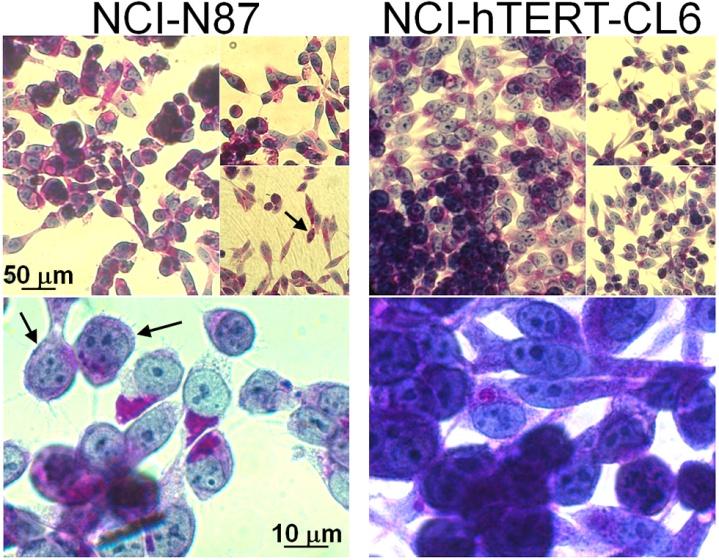 NCI-N87
NCI-hTERT-CL6
50 µm
10 µm